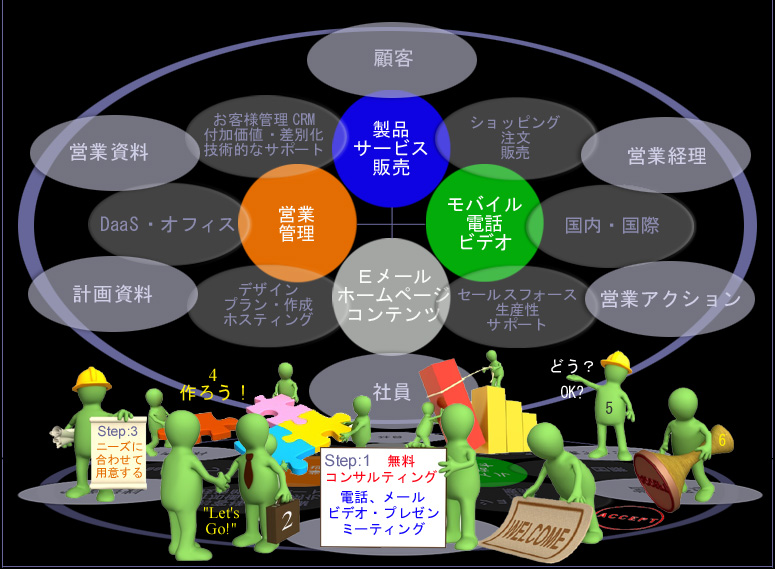 顧客
お客様管理 CRM
付加価値・差別化
技術的なサポート
製品
サービス
販売
ショッピング
注文
販売
営業資料
営業経理
営業
管理
モバイル
電話
ビデオ
DaaS・オフィス
国内・国際
計画資料
デザイン
プラン・作成
ホスティング
Eメール
ホームページ
コンテンツ
セールスフォース
生産性
サポート
営業アクション
社員
4
作ろう！
どう？
OK?
5
6
Step:3
ニーズに
合わせて
用意する
Step:1 無料
コンサルティング
電話、メール
ビデオ・プレゼン
ミーティング
"Let's
Go!"
2
WELCOME
ACCEPT